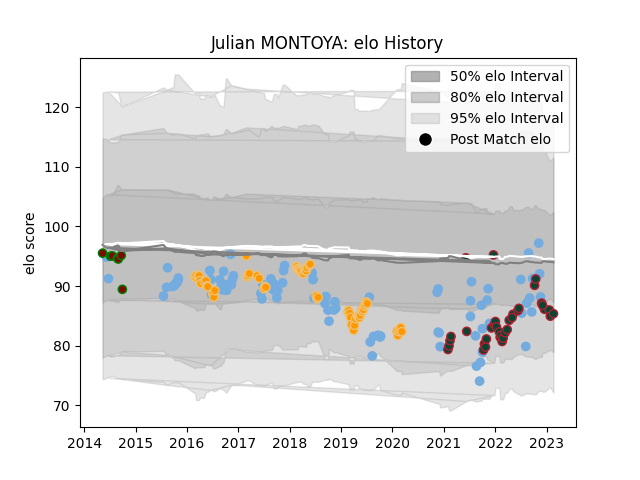 Julian MONTOYA: elo History
50% elo Interval
80% elo Interval
95% elo Interval
Post Match elo
elo score
120
110
100
90
80
70
2014 2015 2016 2017 2018 2019 2020 2021 2022 2023